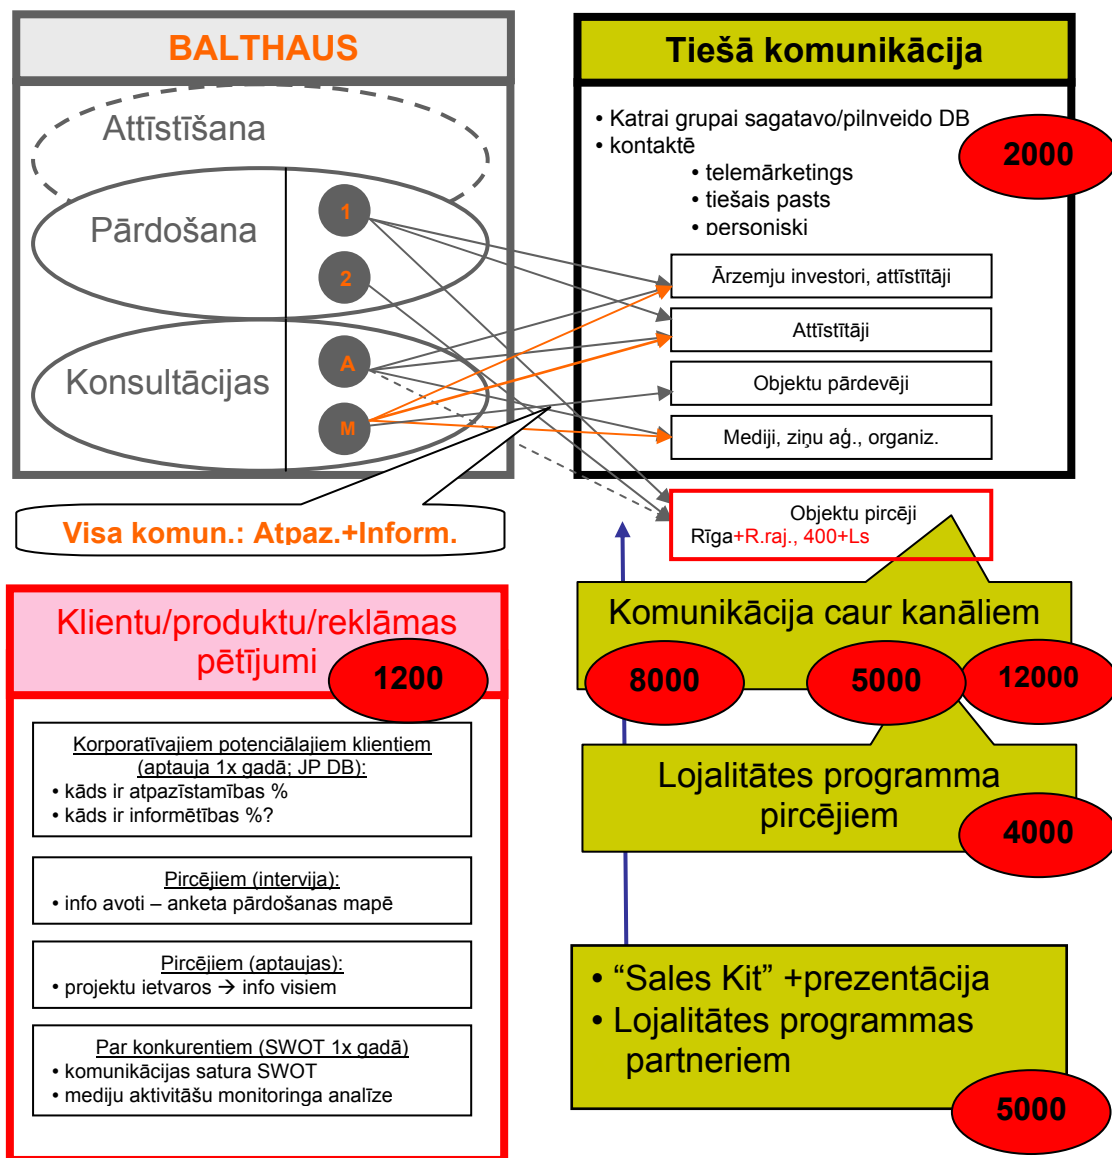 BALTHAUS
Attīstīšana
Pārdošana
1
2
Konsultācijas
A
M
Visa komun.: Atpaz.+Inform.
Tiešā komunikācija
• Katrai grupai sagatavo/pilnveido DB
• kontaktē
• telemārketings
• tiešais pasts
• personiski
2000
Ārzemju investori, attīstītāji
Attīstītāji
Objektu pārdevēji
Mediji, ziņu aģ., organiz.
Objektu pircēji
Rīga+R.raj., 400+Ls
Klientu/produktu/reklāmas
pētījumi
1200
Korporatīvajiem potenciālajiem klientiem
(aptauja 1x gadā; JP DB):
• kāds ir atpazīstamības %
• kāds ir informētības %?
Pircējiem (intervija):
• info avoti – anketa pārdošanas mapē
Pircējiem (aptaujas):
• projektu ietvaros → info visiem
Par konkurentiem (SWOT 1x gadā)
• komunikācijas satura SWOT
• mediju aktivitāšu monitoringa analīze
Komunikācija caur kanāliem
8000
5000
12000
Lojalitātes programma
pircējiem
4000
• “Sales Kit” +prezentācija
• Lojalitātes programmas
partneriem
5000